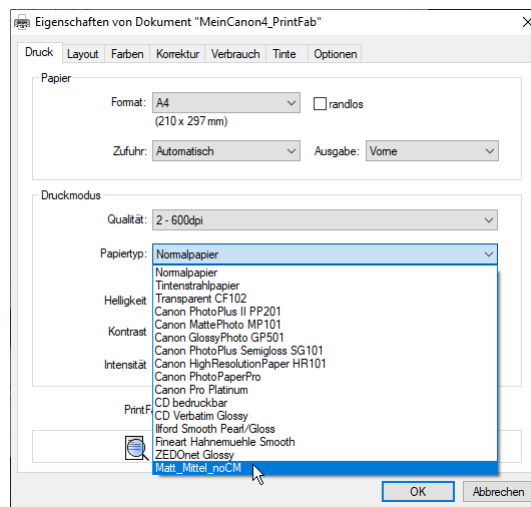 Eigenschaften von Dokument "MeinCanon4_PrintFab"
Druck Layout Farben Korrektur Verbrauch Tinte Optionen
Papier
Format: A4 randlos
(210 x 297 mm)
Zufuhr: Automatisch Ausgabe: Vorne
Druckmodus
Qualität: 2 - 600dpi
Papiertyp: Normalpapier
Normalpapier
Tintenstrahlpapier
Helligkeit Transparent CF102
Canon PhotoPlus II PP201
Canon MattePhoto MP101
Kontrast Canon GlossyPhoto GP501
Canon PhotoPlus Semigloss SG101
Intensität Canon HighResolutionPaper HR101
Canon PhotoPaperPro
Canon Pro Platinum
CD bedruckbar
CD Verbatim Glossy
Ilford Smooth Pearl/Gloss
Fineart Hahnemuehle Smooth
ZEDOnet Glossy
Matt_Mittel_noCM
OK Abbrechen